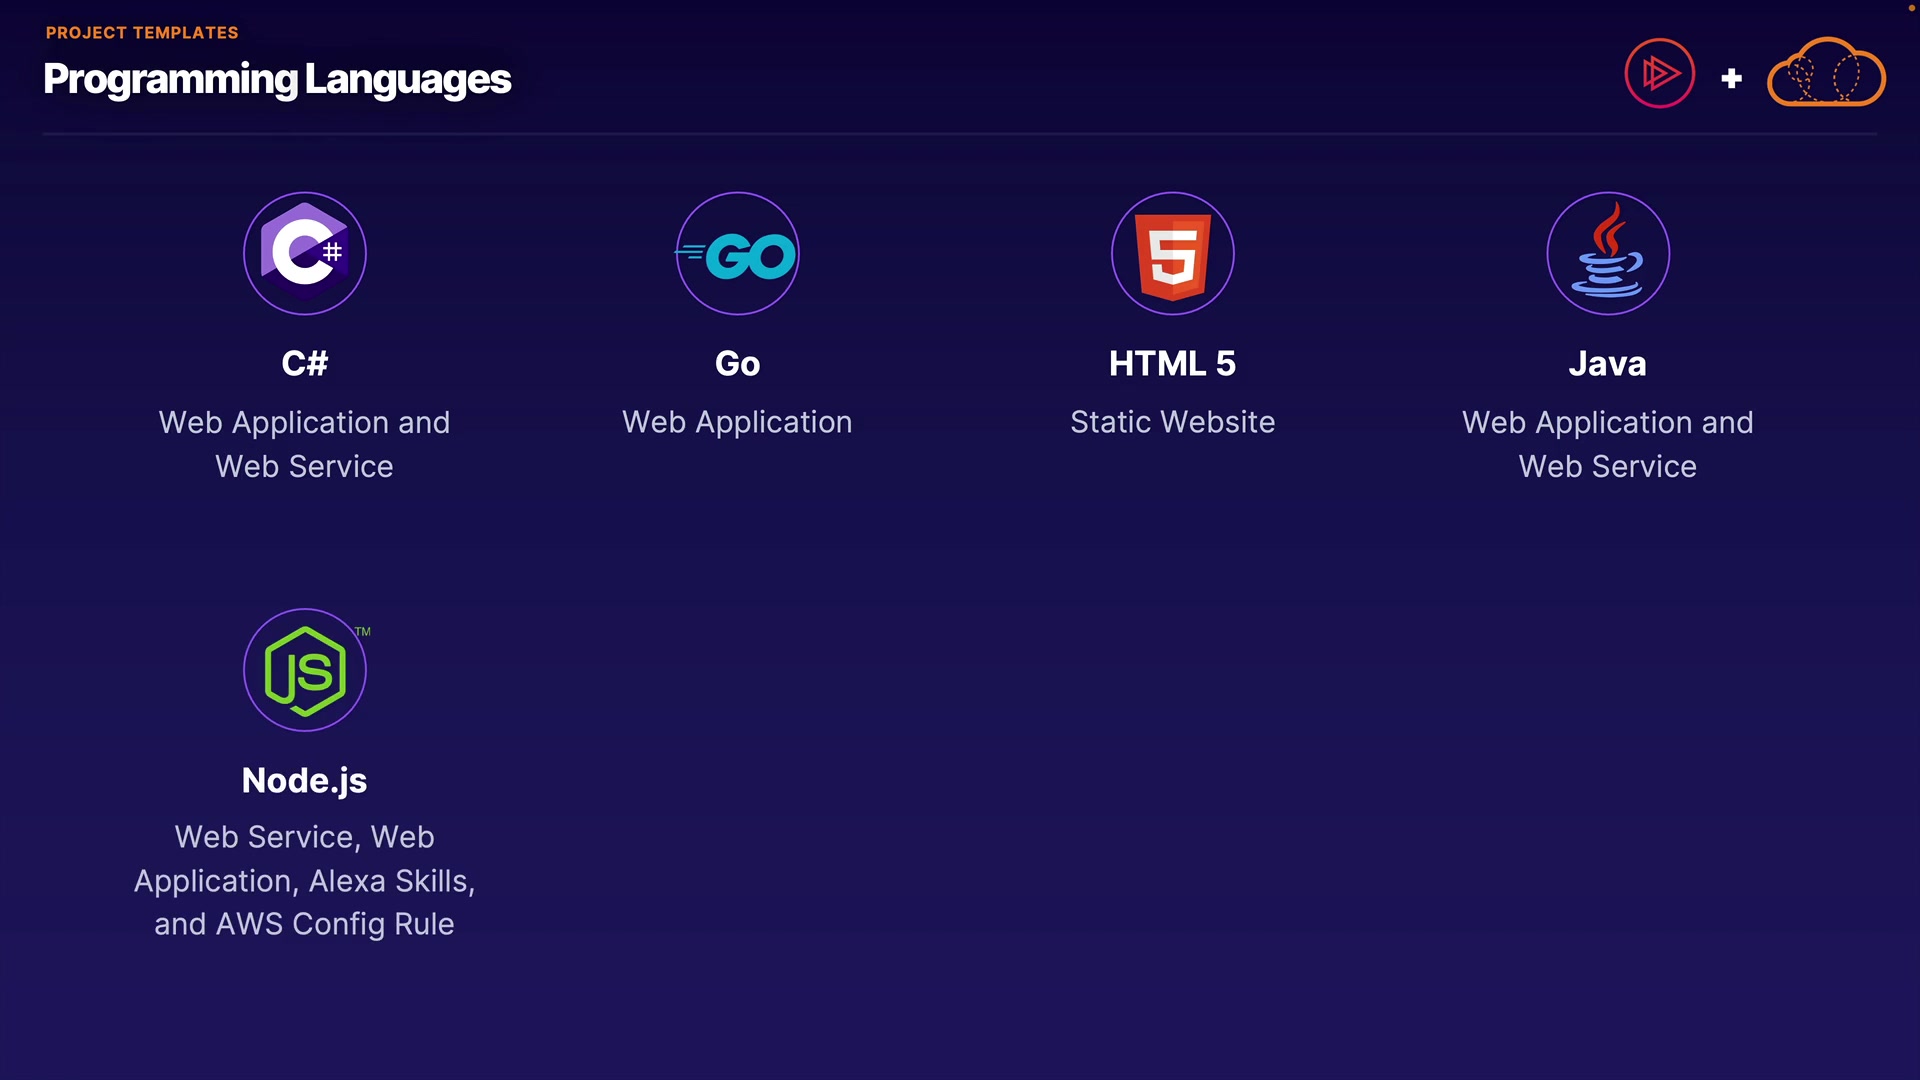 PROJECT TEMPLATES
Programming Languages
+
C#
GO
5
C#
Go
HTML 5
Java
Web Application and
Web Service
Web Application
Static Website
Web Application and
Web Service
JS
TM
Node.js
Web Service, Web
Application, Alexa Skills,
and AWS Config Rule